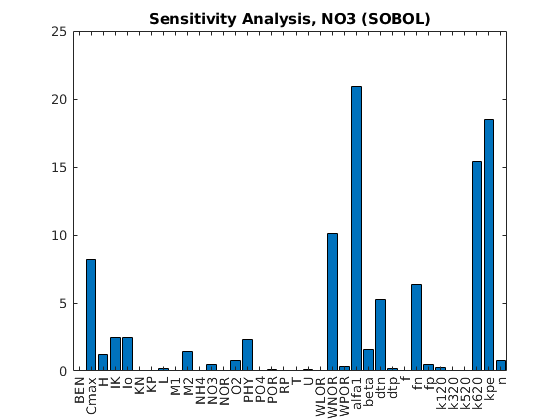 Sensitivity Analysis, NO3 (SOBOL)
25
20
15
10
5
0
BEN
Cmax
H
IK
Io
KN
KP
L
M1
M2
NH4
NO3
NOR
O2
PHY
PO4
POR
RP
T
U
WLOR
WNOR
WPOR
alfa1
beta
dtn
dtp
f
fn
fp
k120
k320
k520
k620
kpe
n